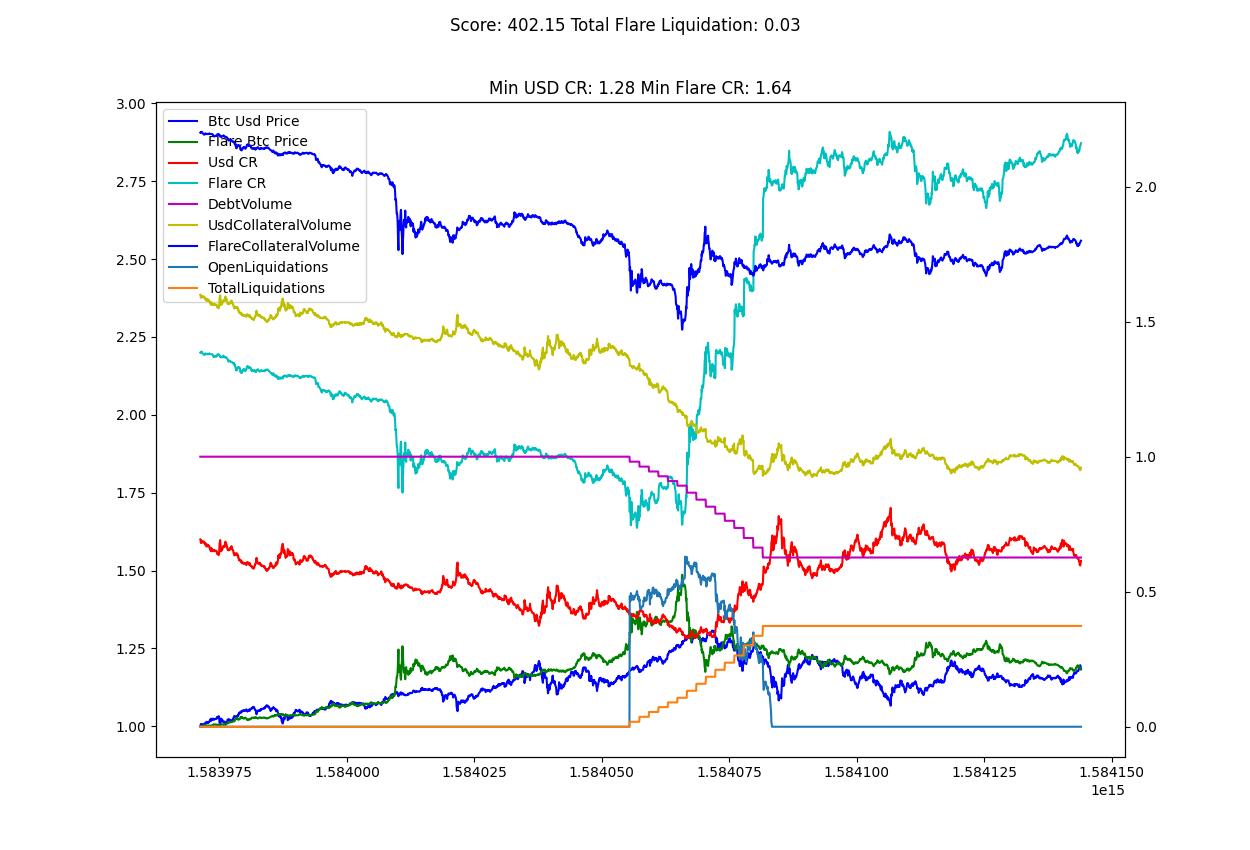 Score: 402.15 Total Flare Liquidation: 0.03
Min USD CR: 1.28 Min Flare CR: 1.64
3.00
2.75
2.50
2.25
2.00
1.75
1.50
1.25
1.00
Btc Usd Price
Flare Btc Price
Usd CR
Flare CR
DebtVolume
UsdCollateralVolume
FlareCollateralVolume
OpenLiquidations
TotalLiquidations
2.0
1.5
1.0
0.5
0.0
1.583975 1.584000 1.584025 1.584050 1.584075 1.584100 1.584125 1.584150
1e15